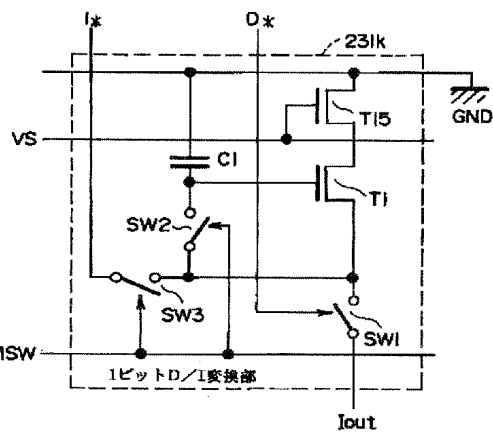 I*
D*
231k
GND
VS
T15
C1
T1
SW2
SW3
SW1
MSW
1ビットD/I変換部
Iout